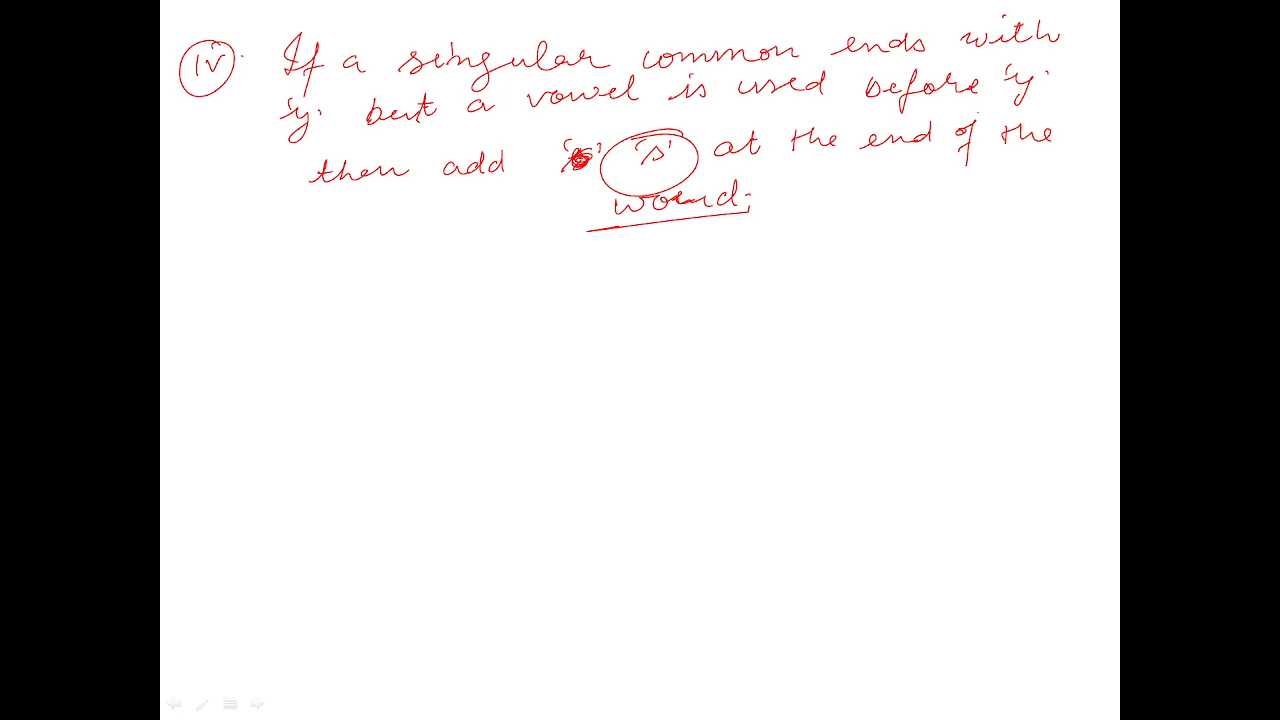 (iv). If a singular common ends with
'y' but a vowel is used before 'y'
then add 's' at the end of the
word.